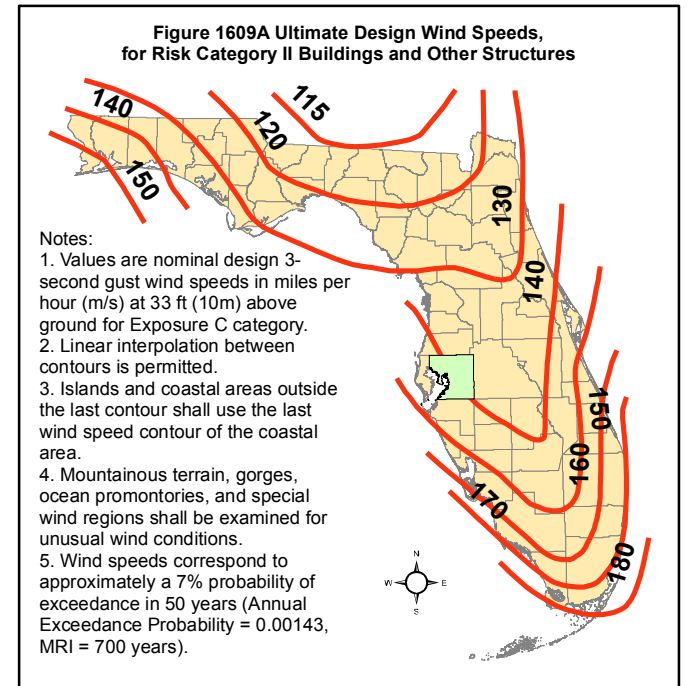 Figure 1609A Ultimate Design Wind Speeds,
for Risk Category II Buildings and Other Structures
140
115
120
150
130
140
Notes:
1. Values are nominal design 3-
second gust wind speeds in miles per
hour (m/s) at 33 ft (10m) above
ground for Exposure C category.
2. Linear interpolation between
contours is permitted.
3. Islands and coastal areas outside
the last contour shall use the last
wind speed contour of the coastal
area.
4. Mountainous terrain, gorges,
ocean promontories, and special
wind regions shall be examined for
unusual wind conditions.
5. Wind speeds correspond to
approximately a 7% probability of
exceedance in 50 years (Annual
Exceedance Probability = 0.00143,
MRI = 700 years).
150
160
170
180
N
W
E
S